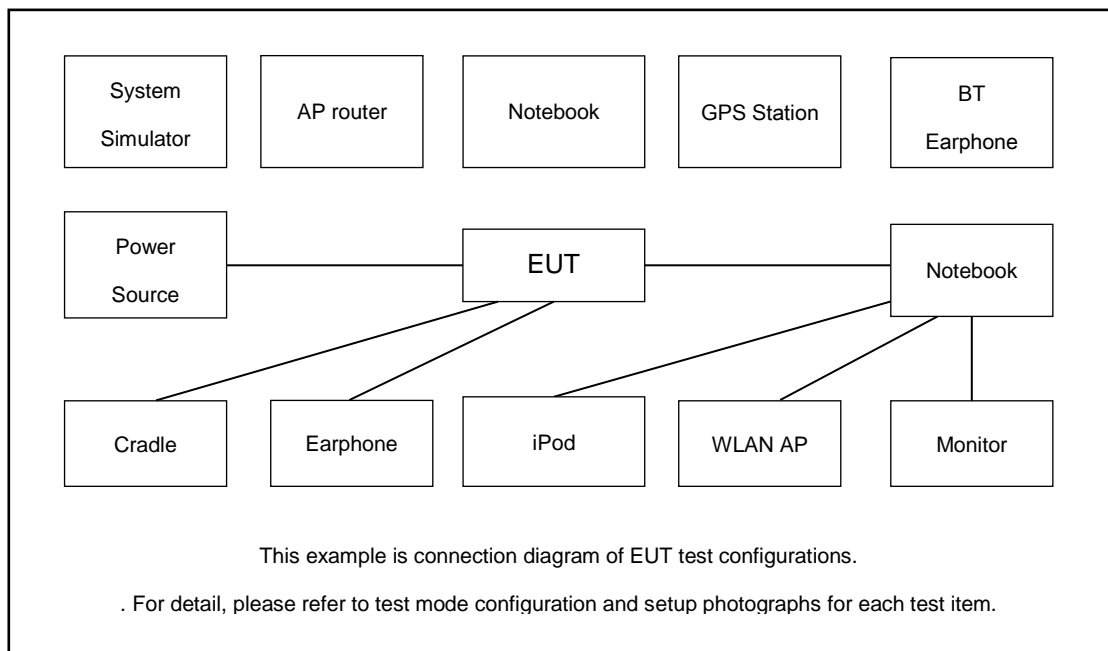 System
Simulator
AP router
Notebook
GPS Station
BT
Earphone
Power
Source
EUT
Notebook
Cradle
Earphone
iPod
WLAN AP
Monitor
This example is connection diagram of EUT test configurations.
. For detail, please refer to test mode configuration and setup photographs for each test item.